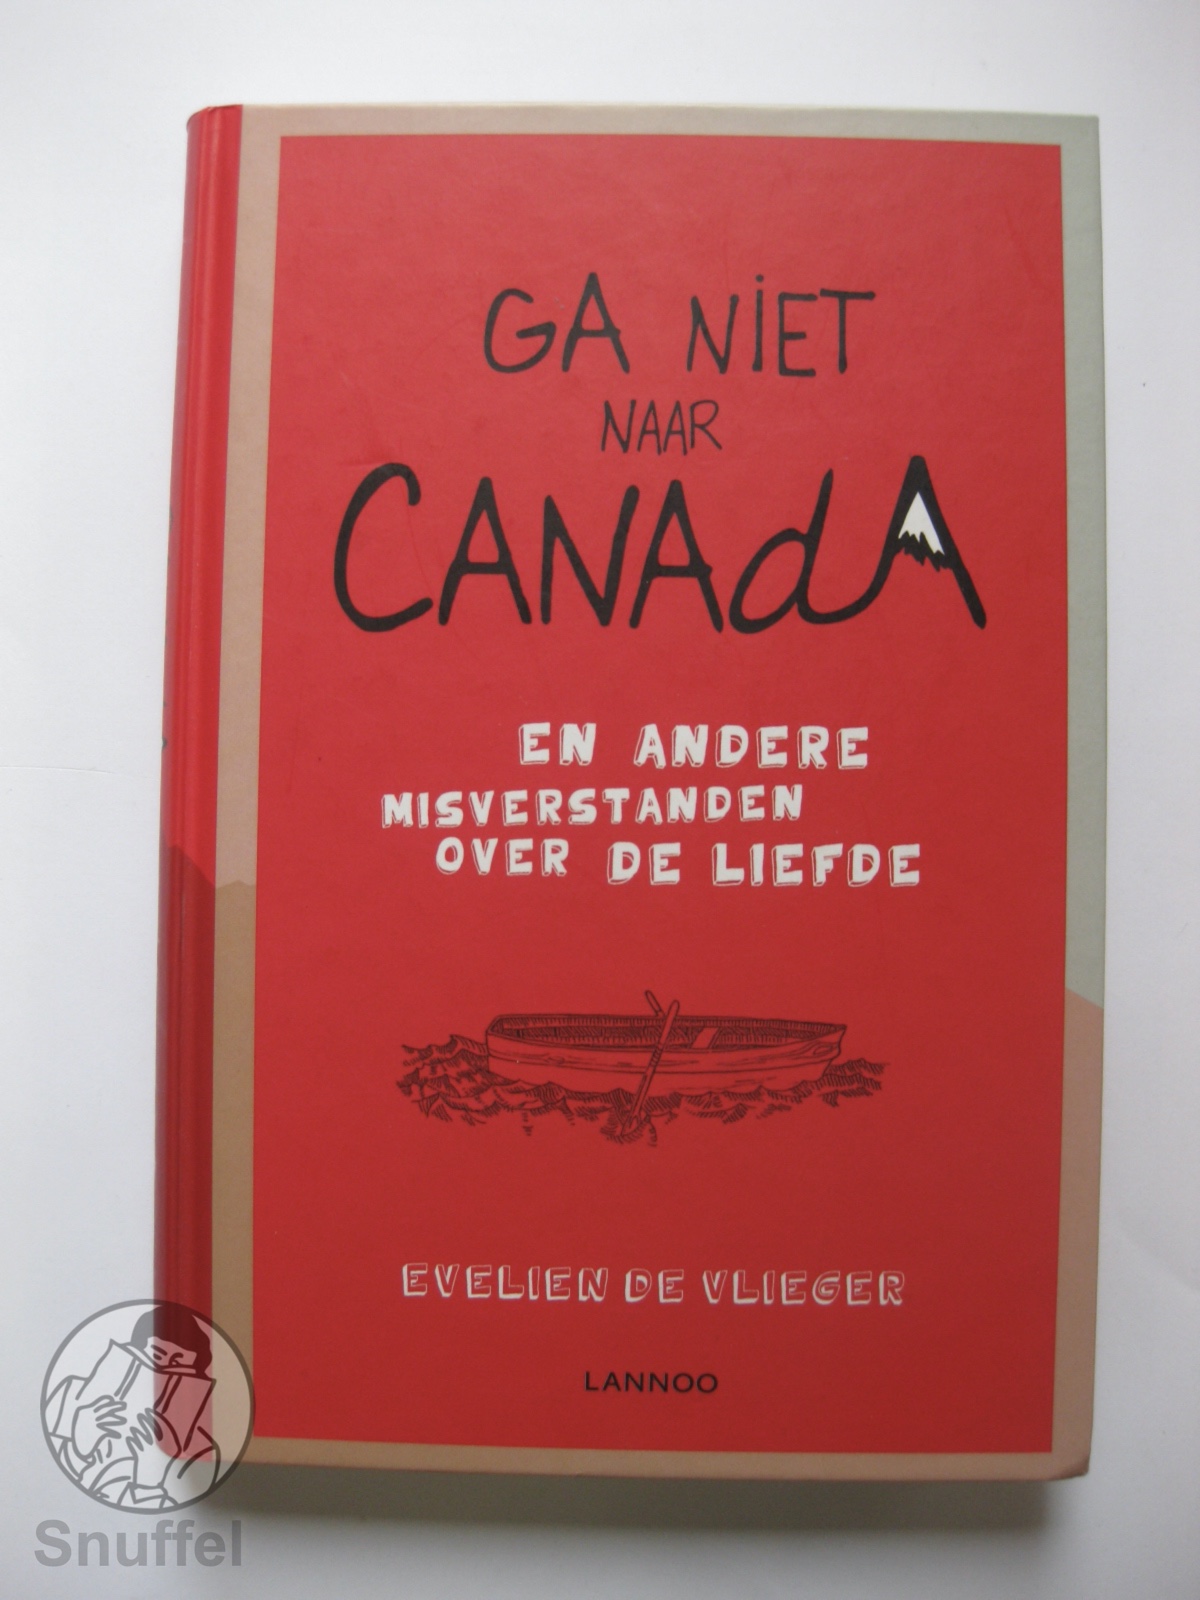 GA NiET
NAAR
CANAdA
EN ANDERE
MISVERSTANDEN
OVER DE LIEFDE
EVELIEN DE VLIEGER
LANNOO
Snuffel